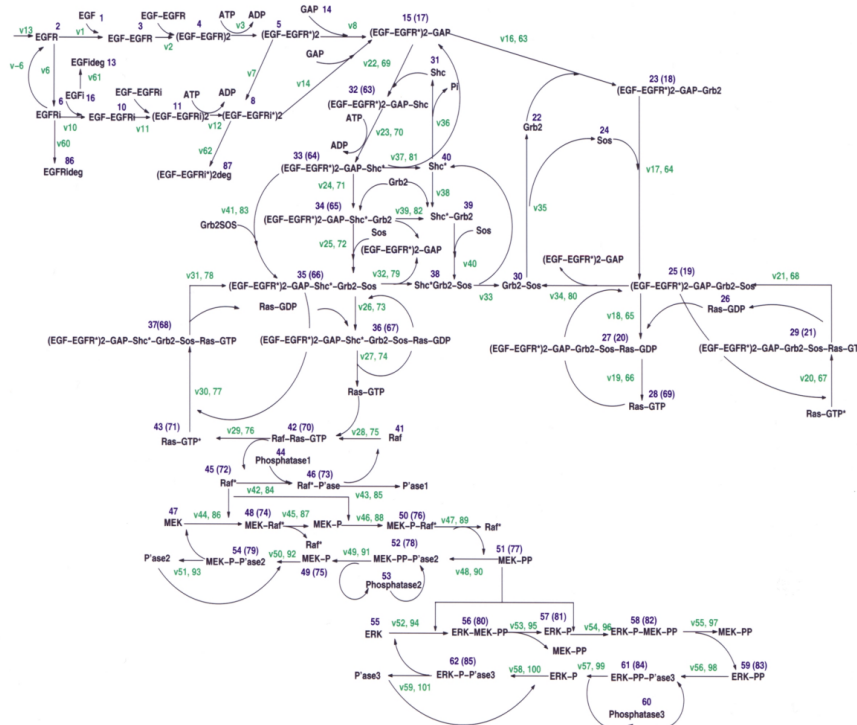 EGF 1
EGF-EGFR
ATP ADP
GAP 14
v13 2 3 4 v3 5 v8 15 (17)
EGFR v1 EGF-EGFR v2 (EGF-EGFR)2 (EGF-EGFR*)2 (EGF-EGFR*)2-GAP
v16, 63
GAP
v-6 v6 EGFideg 13 v7 v14 v22, 69 31
v61 Shc
EGFi 16 EGF-EGFRi ATP ADP 32 (63) PI 23 (18)
6 10 11 8 (EGF-EGFR*)2-GAP-Shc (EGF-EGFR*)2-GAP-Grb2
EGFRi v10 EGF-EGFRi v11 (EGF-EGFRi)2 v12 (EGF-EGFRi*)2 ATP v36 22
v60 v62 v23, 70 Grb2 24
ADP Sos
86 87 33 (64) v37, 81 40
EGFRideg (EGF-EGFRi*)2deg (EGF-EGFR*)2-GAP-Shc* Shc* v17, 64
v24, 71 Grb2 v38
v35
v41, 83 34 (65) v39, 82 39
Grb2SOS (EGF-EGFR*)2-GAP-Shc*-Grb2 Shc*-Grb2
Sos Sos
v25, 72 (EGF-EGFR*)2-GAP v40 (EGF-EGFR*)2-GAP
v31, 78 35 (66) v32, 79 38 30 25 (19) v21, 68
(EGF-EGFR*)2-GAP-Shc*-Grb2-Sos Shc*Grb2-Sos v33 Grb2-Sos v34, 80 (EGF-EGFR*)2-GAP-Grb2-Sos
Ras-GDP v26, 73 26
Ras-GDP
v18, 65
37(68) 36 (67) 27 (20) 29 (21)
(EGF-EGFR*)2-GAP-Shc*-Grb2-Sos-Ras-GTP (EGF-EGFR*)2-GAP-Shc*-Grb2-Sos-Ras-GDP (EGF-EGFR*)2-GAP-Grb2-Sos-Ras-GDP (EGF-EGFR*)2-GAP-Grb2-Sos-Ras-GT
v27, 74 v19, 66 v20, 67
v30, 77 Ras-GTP 28 (69)
Ras-GTP Ras-GTP*
43 (71) v29, 76 42 (70) v28, 75 41
Ras-GTP* Raf-Ras-GTP Raf
44
Phosphatase1
45 (72) 46 (73)
Raf* Raf*-P'ase P'ase1
v42, 84 v43, 85
47 v44, 86 48 (74) v45, 87 v46, 88 50 (76) v47, 89
MEK MEK-Raf* MEK-P MEK-P-Raf* Raf*
Raf*
P'ase2 54 (79) v50, 92 v49, 91 52 (78) 51 (77)
MEK-P-P'ase2 MEK-P MEK-PP-P'ase2 v48, 90 MEK-PP
v51, 93 49 (75) 53
Phosphatase2
55 v52, 94 56 (80) v53, 95 57 (81) v54, 96 58 (82) v55, 97
ERK ERK-MEK-PP ERK-P ERK-P-MEK-PP MEK-PP
MEK-PP
62 (85) v58, 100 v57, 99 61 (84) v56, 98 59 (83)
P'ase3 ERK-P-P'ase3 ERK-P ERK-PP-P'ase3 ERK-PP
v59, 101 60
Phosphatase3